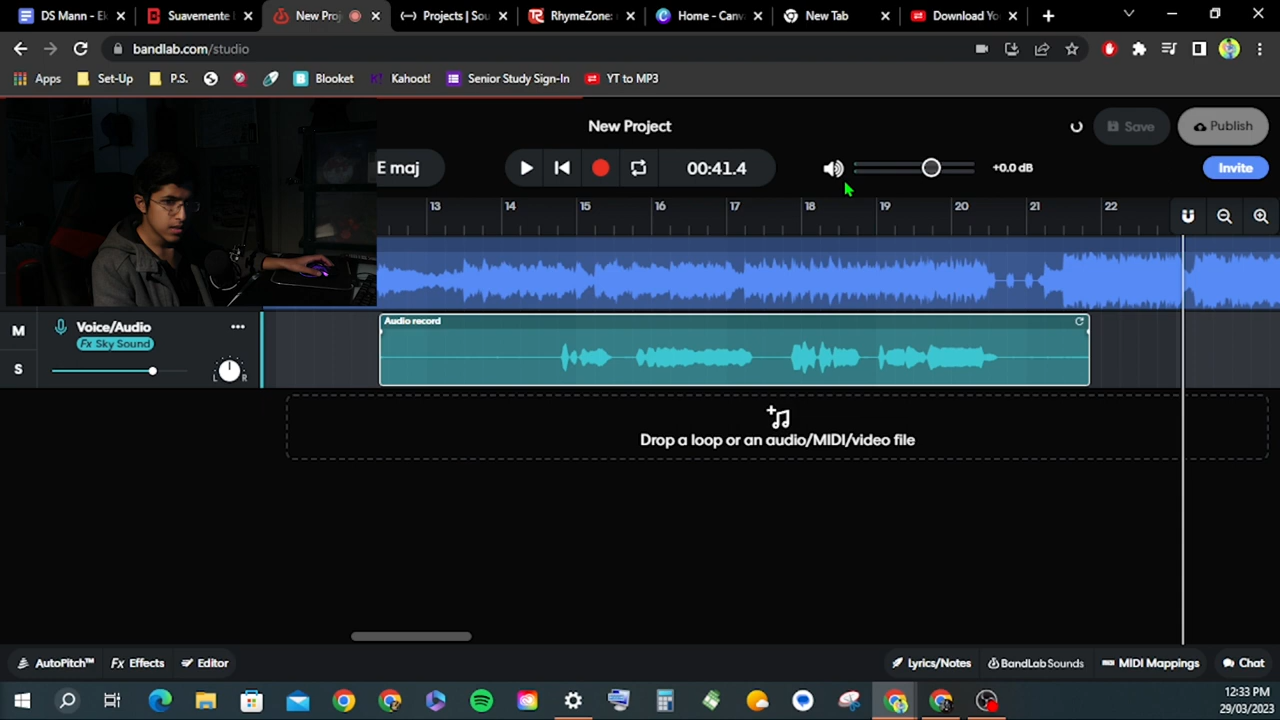 DS Mann - El
Suavemente L
New Proj
Projects | Sou
RhymeZone:
Home - Canv
New Tab
Download Yo
bandlab.com/studio
Apps
Set-Up
P.S.
Blooket
Kahoot!
Senior Study Sign-In
YT to MP3
New Project
Save
Publish
E maj
00:41.4
+0.0 dB
Invite
13
14
15
16
17
18
19
20
21
22
M
Voice/Audio
Fx Sky Sound
S
L R
Audio record
Drop a loop or an audio/MIDI/video file
AutoPitch™
Fx Effects
Editor
Lyrics/Notes
BandLab Sounds
MIDI Mappings
Chat
12:33 PM
29/03/2023